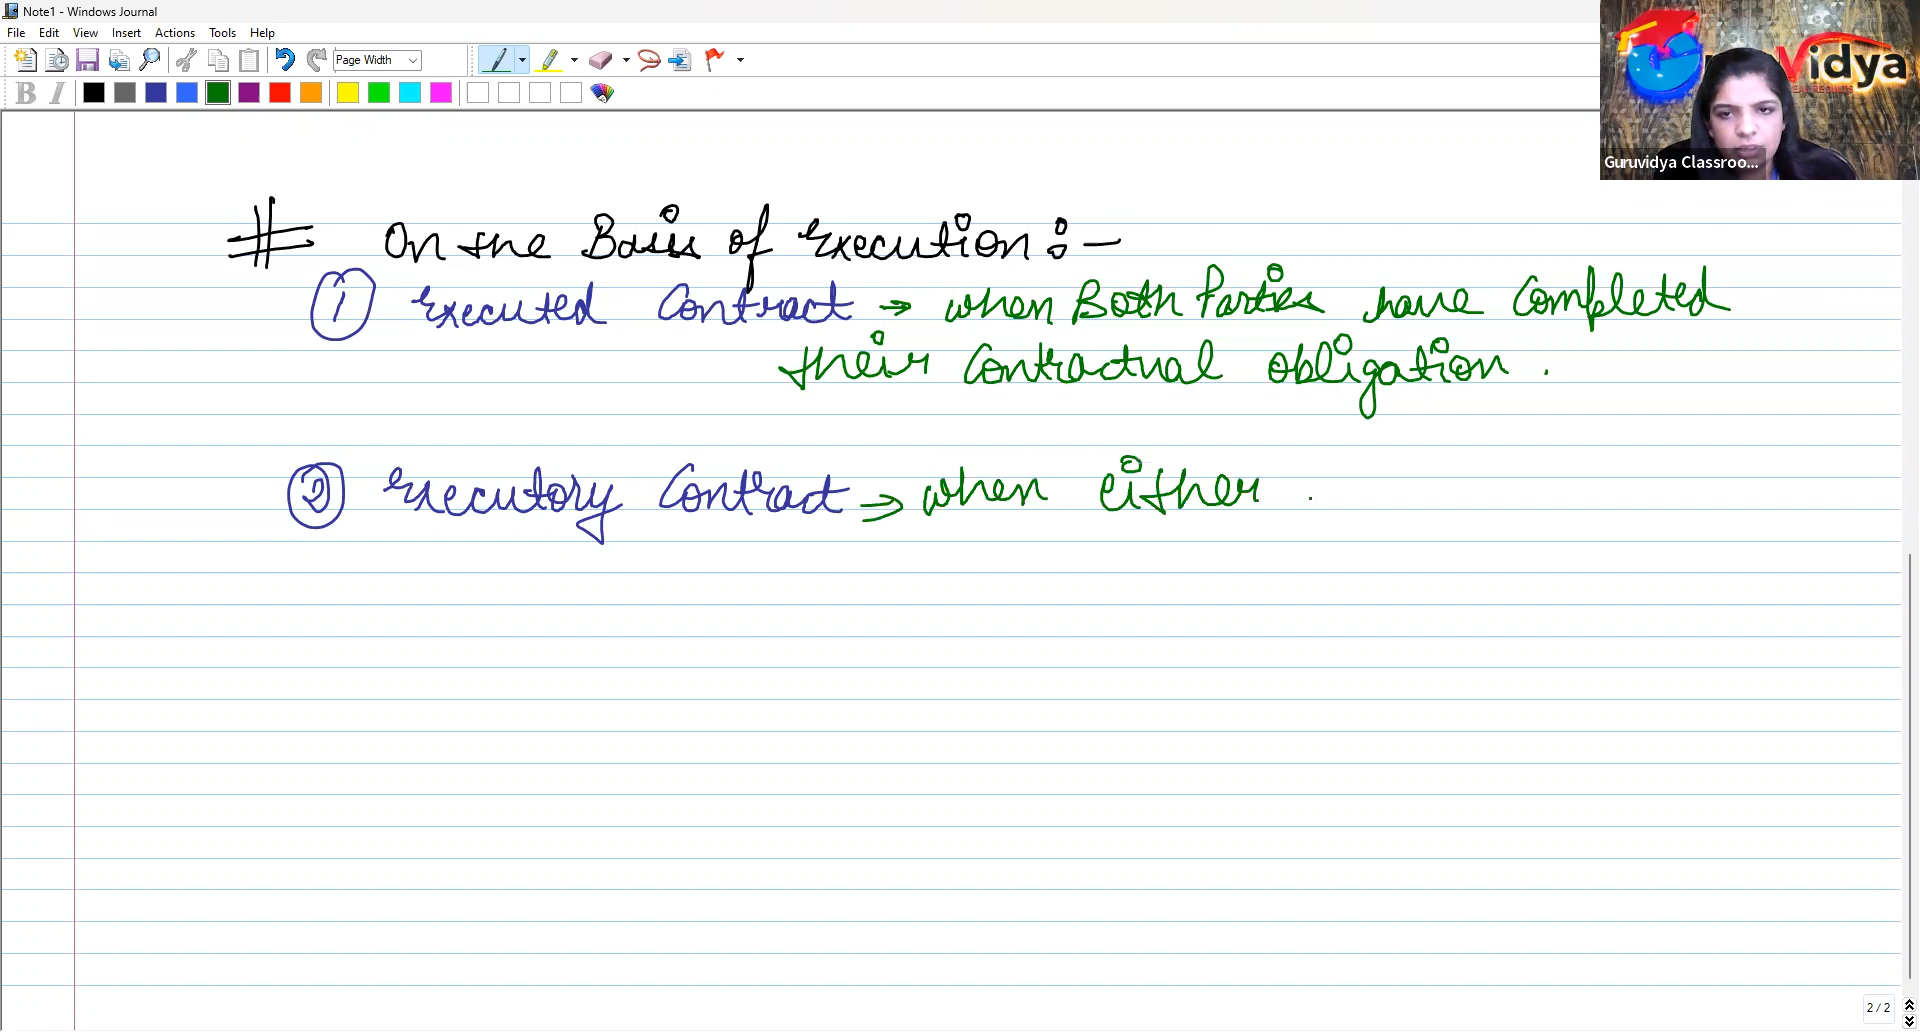 Note1 - Windows Journal
File Edit View Insert Actions Tools Help
Page Width
B I
Vidya
Guruvidya Classroo...
# On the Basis of Execution :-
① Executed Contract → when Both Parties have Completed
their Contractual obligation .
② Executory Contract ⇒ when either .
2 / 2